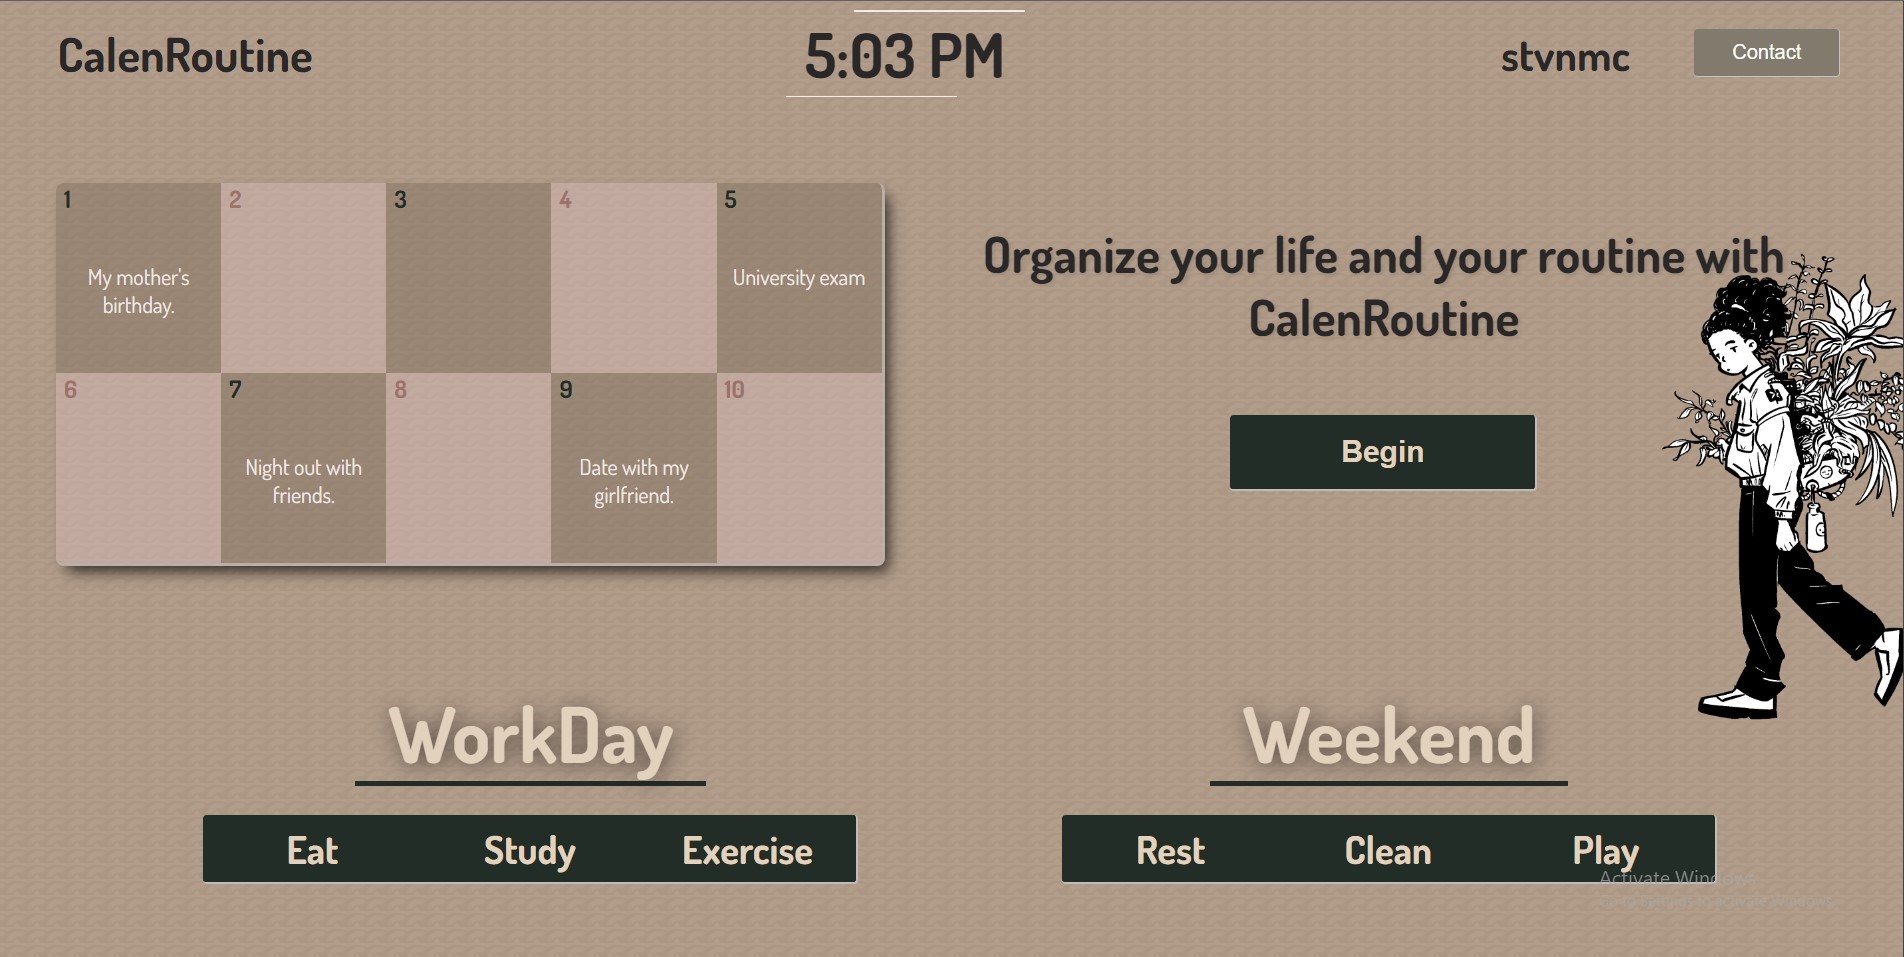 CalenRoutine
5:03 PM
stvnmc
Contact
1
2
3
4
5
My mother's
birthday.
University exam
6
7
8
9
10
Night out with
friends.
Date with my
girlfriend.
Organize your life and your routine with
CalenRoutine
Begin
WorkDay
Weekend
Eat
Study
Exercise
Rest
Clean
Play
Activate Windows